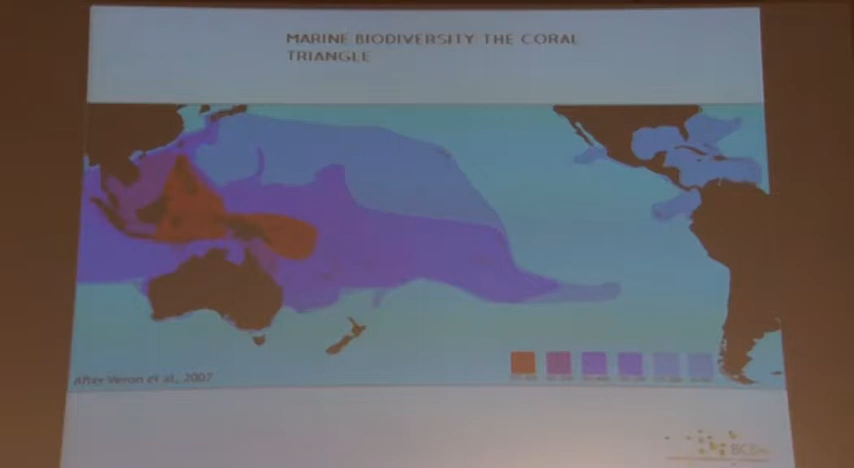 MARINE BIODIVERSITY THE CORAL
TRIANGLE
After Veron et al., 2007